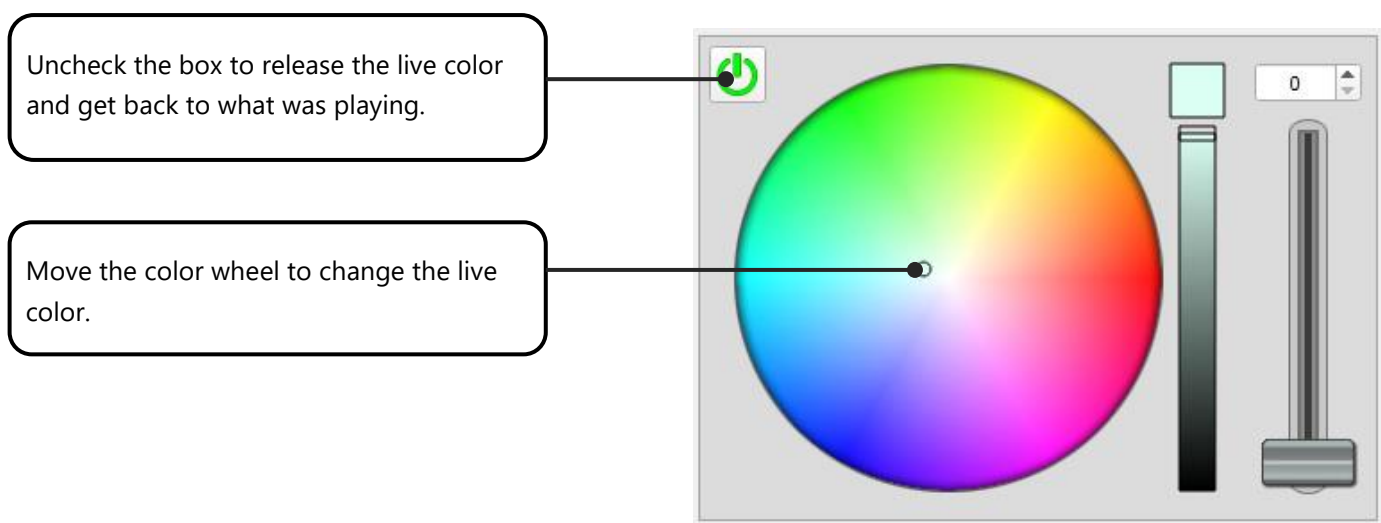 Uncheck the box to release the live color
and get back to what was playing.
0
Move the color wheel to change the live
color.